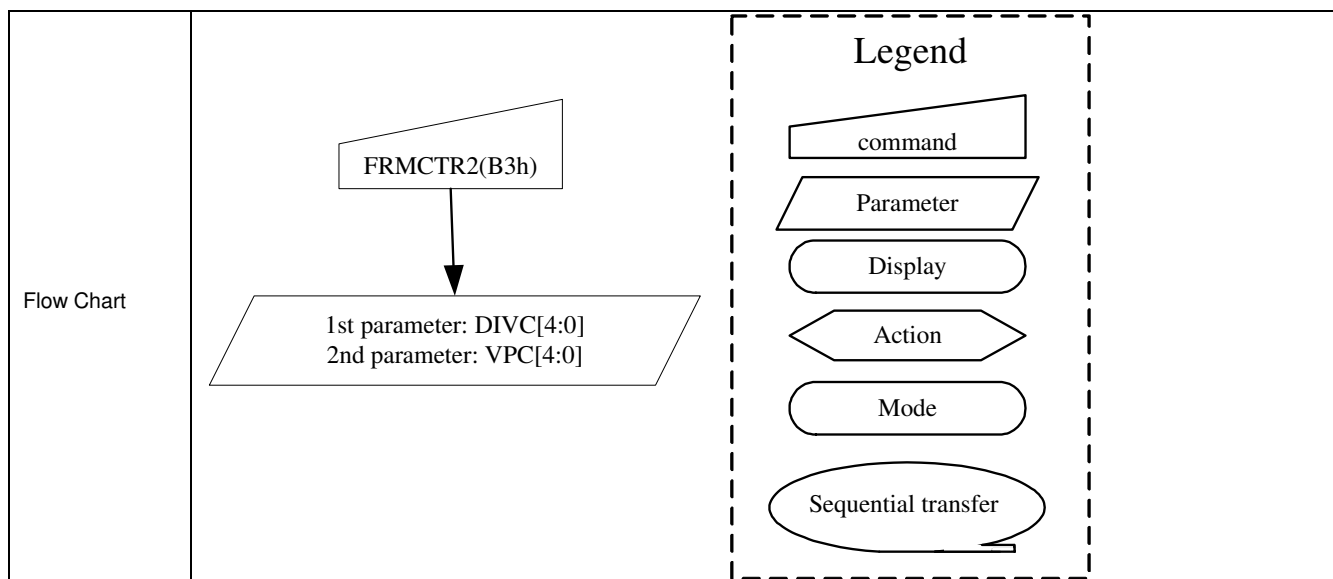 Flow Chart
FRMCTR2(B3h)
1st parameter: DIVC[4:0]
2nd parameter: VPC[4:0]
Legend
command
Parameter
Display
Action
Mode
Sequential transfer